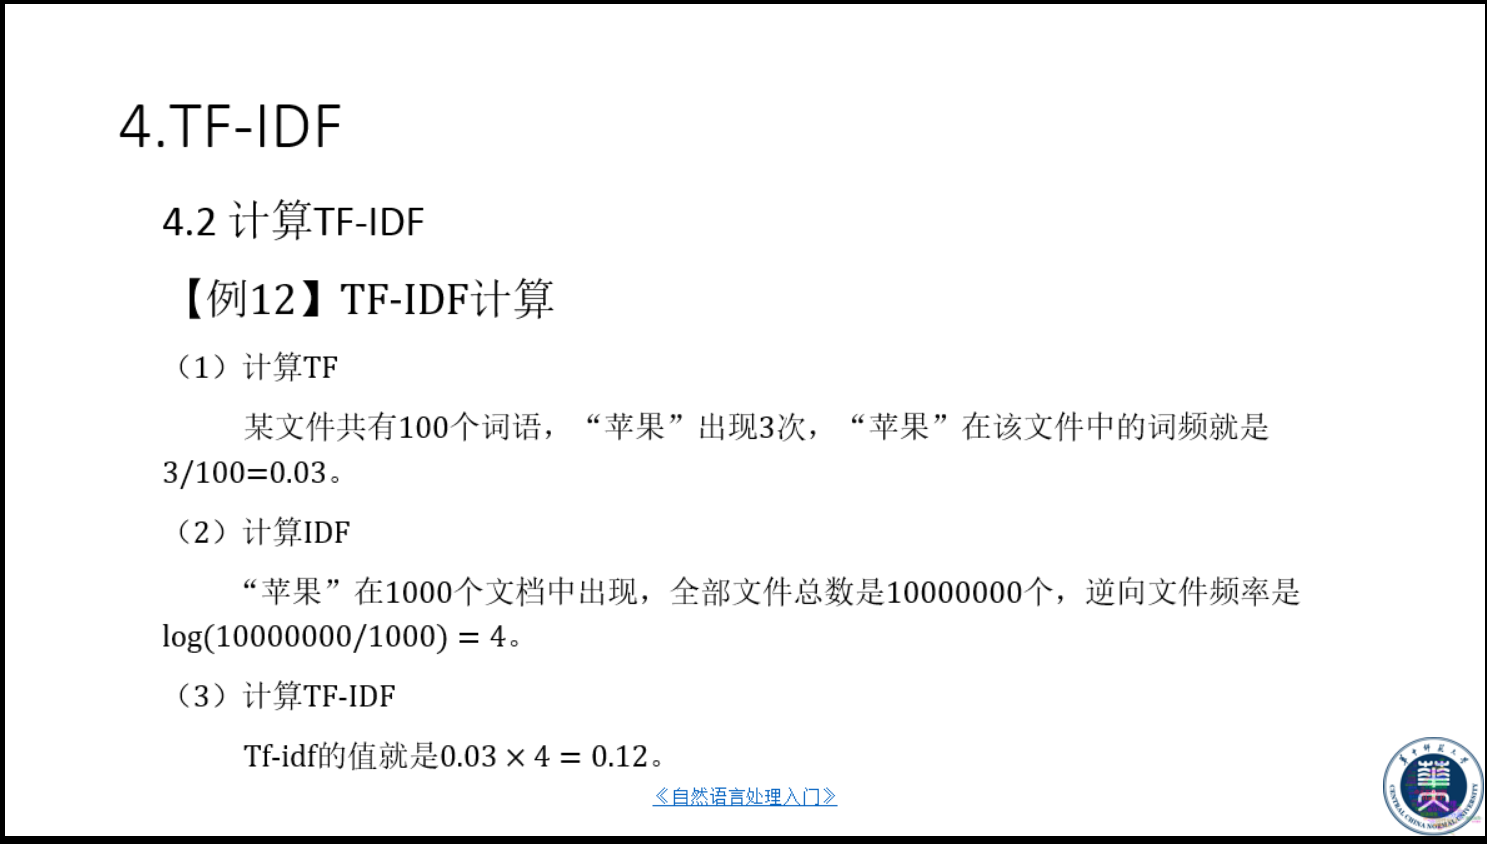 4.TF-IDF
4.2 计算TF-IDF
【例12】TF-IDF计算
（1）计算TF
某文件共有100个词语，“苹果”出现3次，“苹果”在该文件中的词频就是
3/100=0.03。
（2）计算IDF
“苹果”在1000个文档中出现，全部文件总数是10000000个，逆向文件频率是
log(10000000/1000) = 4。
（3）计算TF-IDF
Tf-idf的值就是0.03 × 4 = 0.12。
《自然语言处理入门》
华中师范大学
CENTRAL CHINA NORMAL UNIVERSITY